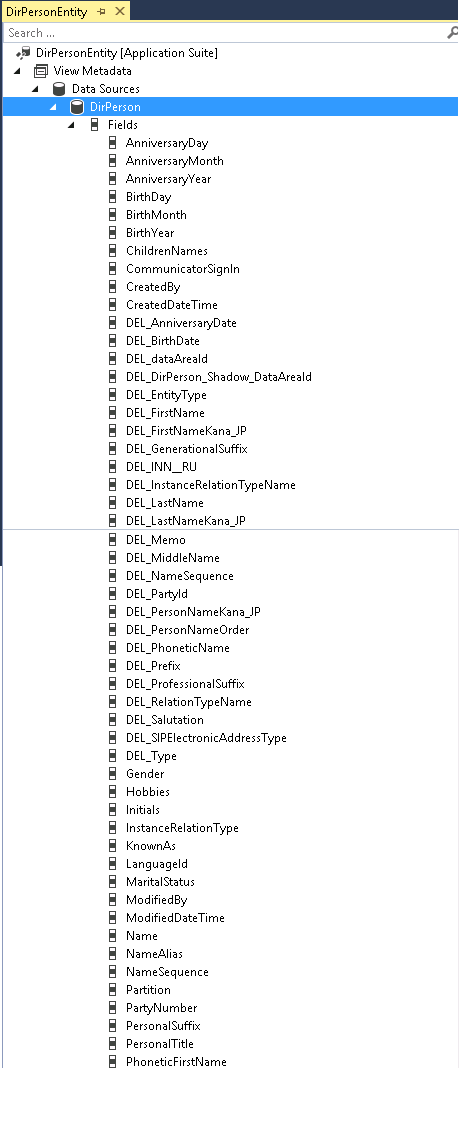 DirPersonEntity
Search ...
DirPersonEntity [Application Suite]
View Metadata
Data Sources
DirPerson
Fields
AnniversaryDay
AnniversaryMonth
AnniversaryYear
BirthDay
BirthMonth
BirthYear
ChildrenNames
CommunicatorSignIn
CreatedBy
CreatedDateTime
DEL_AnniversaryDate
DEL_BirthDate
DEL_dataAreaId
DEL_DirPerson_Shadow_DataAreaId
DEL_EntityType
DEL_FirstName
DEL_FirstNameKana_JP
DEL_GenerationalSuffix
DEL_INN__RU
DEL_InstanceRelationTypeName
DEL_LastName
DEL_LastNameKana_JP
DEL_Memo
DEL_MiddleName
DEL_NameSequence
DEL_PartyId
DEL_PersonNameKana_JP
DEL_PersonNameOrder
DEL_PhoneticName
DEL_Prefix
DEL_ProfessionalSuffix
DEL_RelationTypeName
DEL_Salutation
DEL_SIPElectronicAddressType
DEL_Type
Gender
Hobbies
Initials
InstanceRelationType
KnownAs
LanguageId
MaritalStatus
ModifiedBy
ModifiedDateTime
Name
NameAlias
NameSequence
Partition
PartyNumber
PersonalSuffix
PersonalTitle
PhoneticFirstName